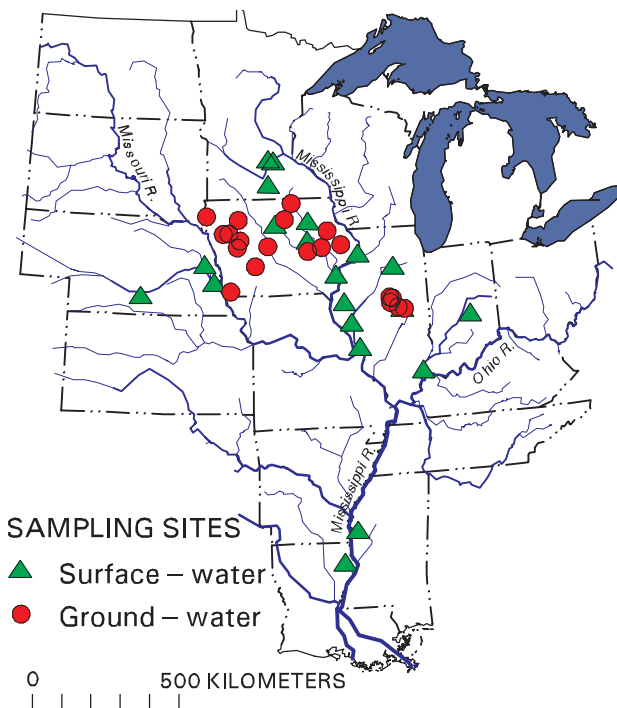 Missouri R.
Mississippi R.
Ohio R.
Mississippi R.
SAMPLING SITES
Surface – water
Ground – water
0 500 KILOMETERS